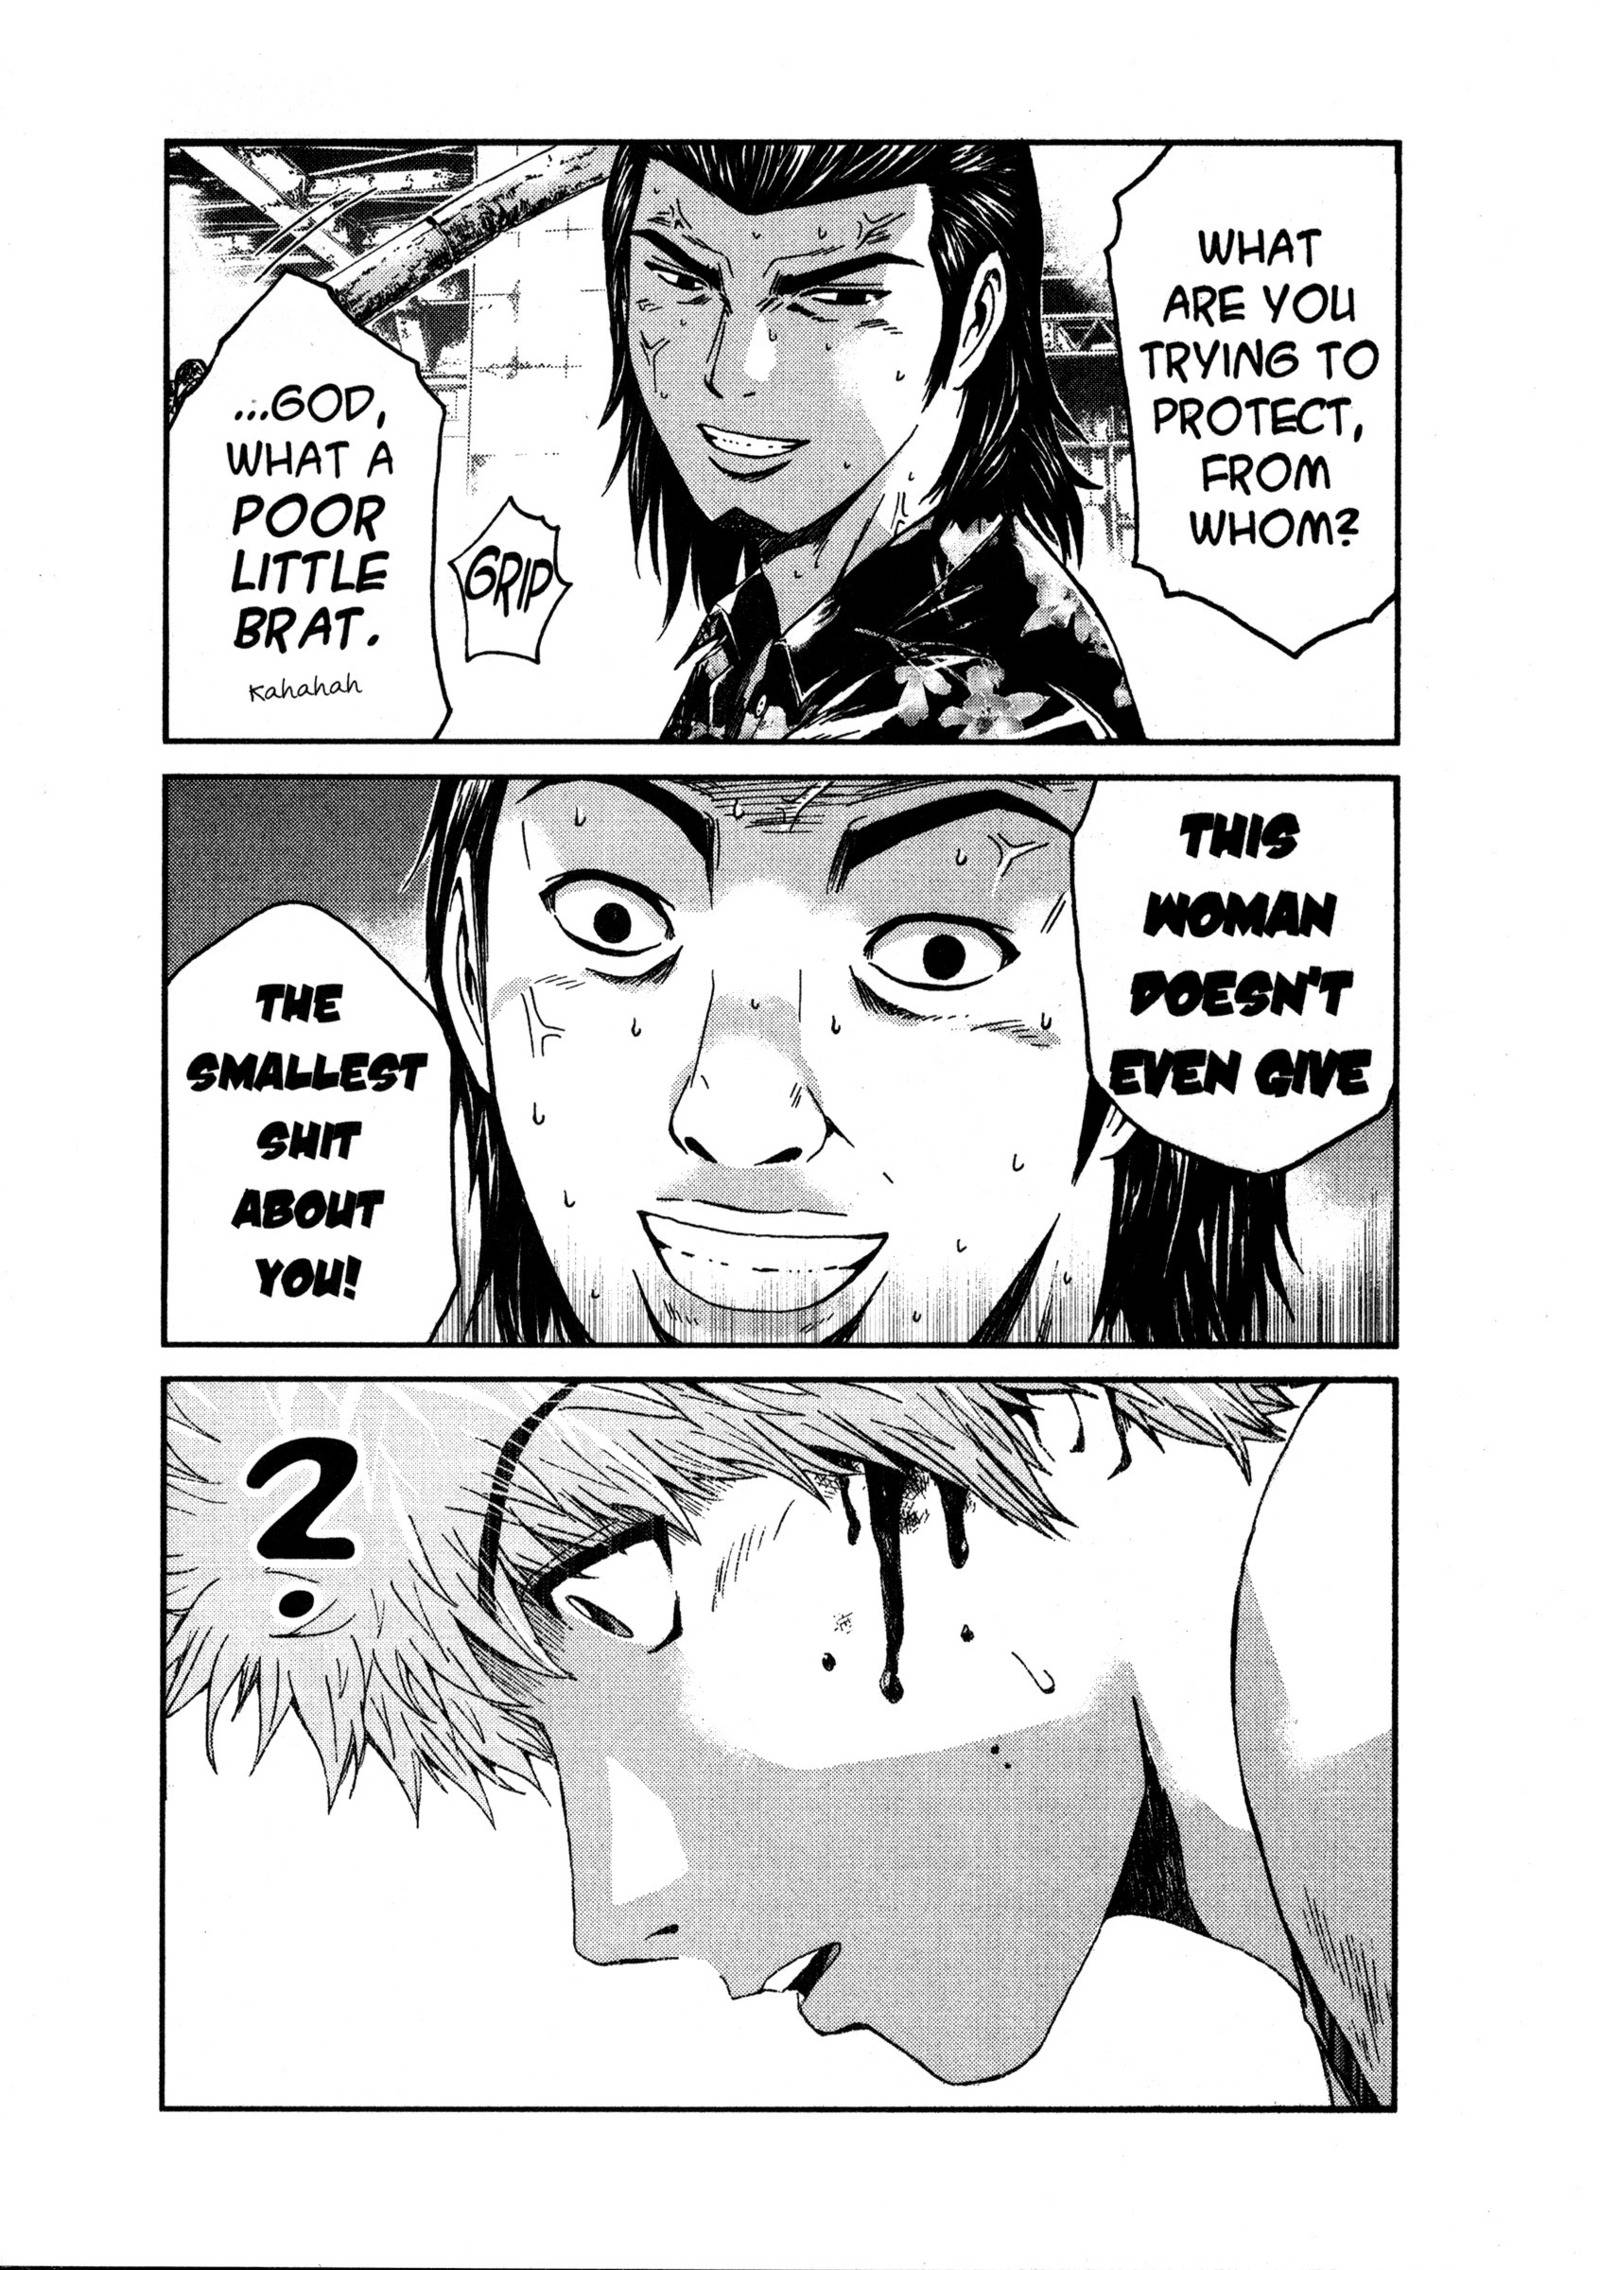 WHAT
ARE YOU
TRYING TO
PROTECT,
FROM
WHOM?
GRIP
...GOD,
WHAT A
POOR
LITTLE
BRAT.
Kahahah
THIS
WOMAN
DOESN'T
EVEN GIVE
THE
SMALLEST
SHIT
ABOUT
YOU!
?